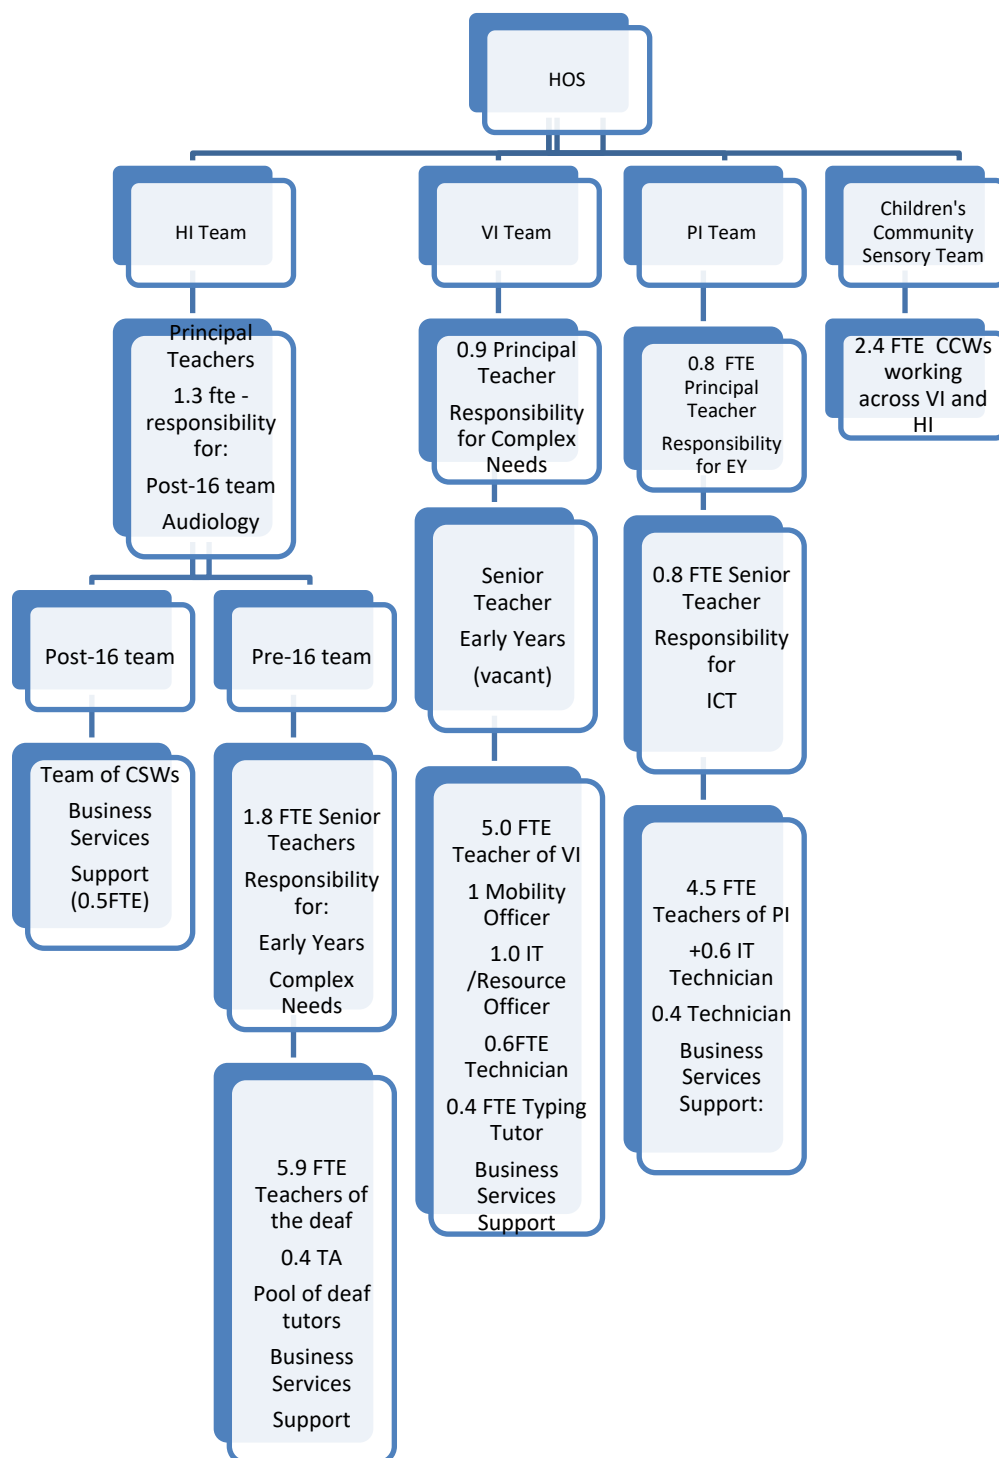 HOS
HI Team
VI Team
PI Team
Children's
Community
Sensory Team
Principal
Teachers
1.3 fte -
responsibility
for:
Post-16 team
Audiology
0.9 Principal
Teacher
Responsibility
for Complex
Needs
0.8 FTE
Principal
Teacher
Responsibility
for EY
2.4 FTE CCWs
working
across VI and
HI
Post-16 team
Pre-16 team
Senior
Teacher
Early Years
(vacant)
0.8 FTE Senior
Teacher
Responsibility
for
ICT
Team of CSWs
Business
Services
Support
(0.5FTE)
1.8 FTE Senior
Teachers
Responsibility
for:
Early Years
Complex
Needs
5.0 FTE
Teacher of VI
1 Mobility
Officer
1.0 IT
/Resource
Officer
0.6FTE
Technician
0.4 FTE Typing
Tutor
Business
Services
Support
4.5 FTE
Teachers of PI
+0.6 IT
Technician
0.4 Technician
Business
Services
Support:
5.9 FTE
Teachers of
the deaf
0.4 TA
Pool of deaf
tutors
Business
Services
Support